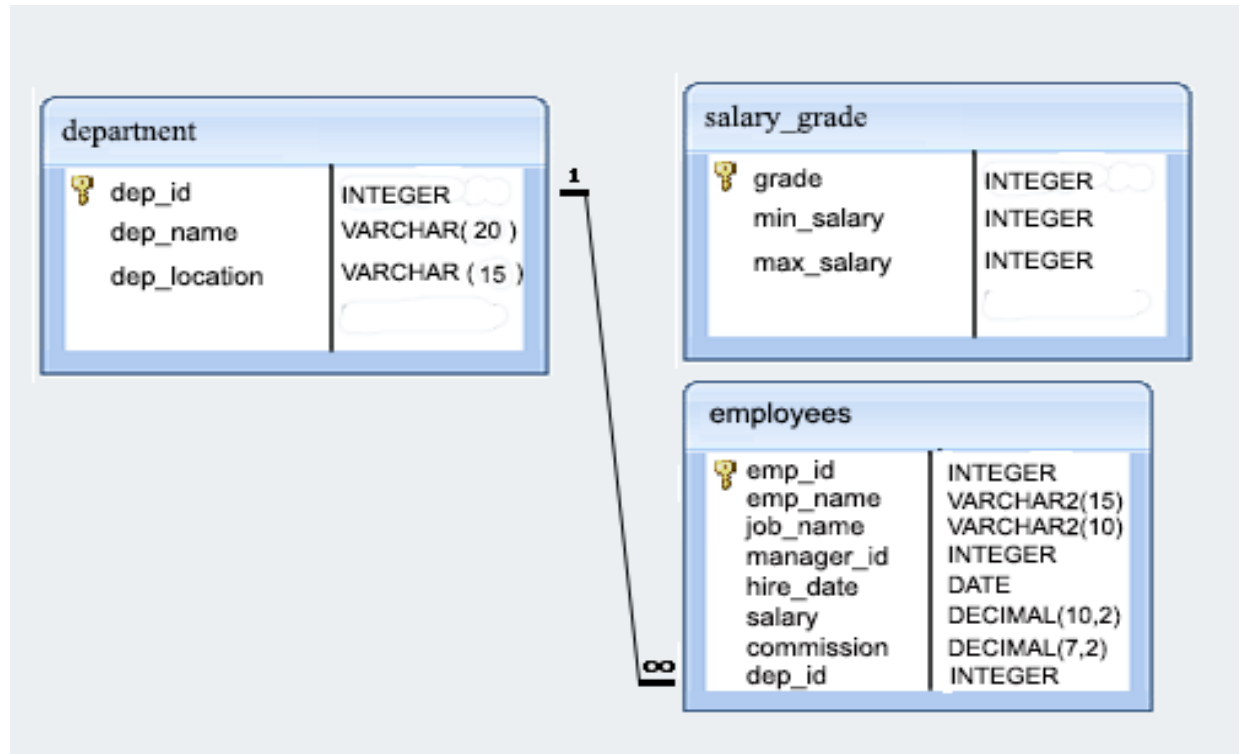 department
dep_id INTEGER
dep_name VARCHAR( 20 )
dep_location VARCHAR ( 15 )
1
salary_grade
grade INTEGER
min_salary INTEGER
max_salary INTEGER
employees
emp_id INTEGER
emp_name VARCHAR2(15)
job_name VARCHAR2(10)
manager_id INTEGER
hire_date DATE
salary DECIMAL(10,2)
commission DECIMAL(7,2)
dep_id INTEGER
∞